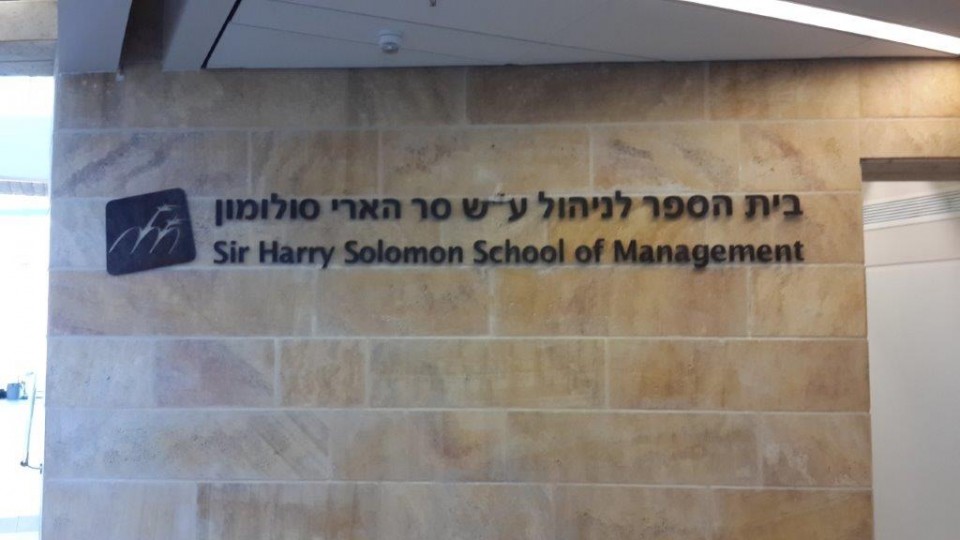 בית הספר לניהול ע״ש סר הארי סולומון
Sir Harry Solomon School of Management